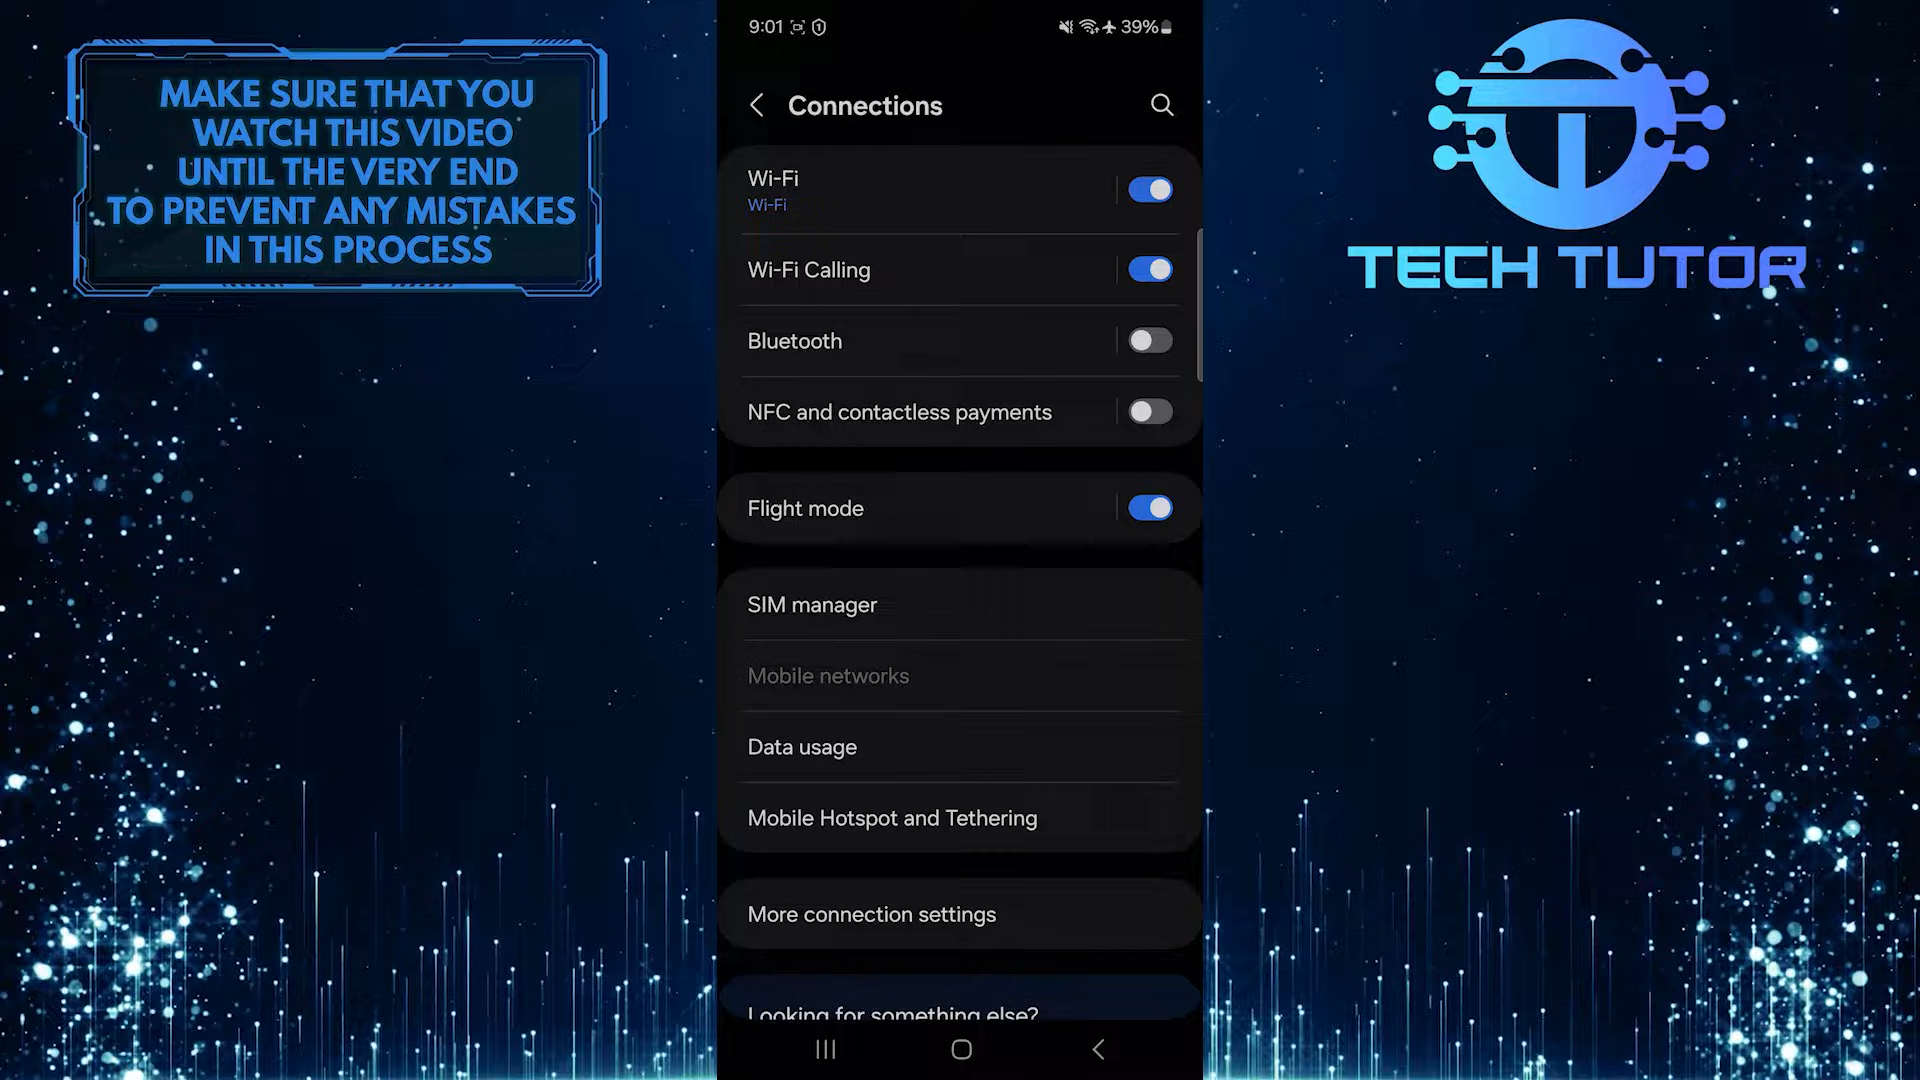 MAKE SURE THAT YOU
WATCH THIS VIDEO
UNTIL THE VERY END
TO PREVENT ANY MISTAKES
IN THIS PROCESS
9:01
39%
Connections
Wi-Fi
Wi-Fi
Wi-Fi Calling
Bluetooth
NFC and contactless payments
Flight mode
SIM manager
Mobile networks
Data usage
Mobile Hotspot and Tethering
More connection settings
Looking for something else?
TECH TUTOR